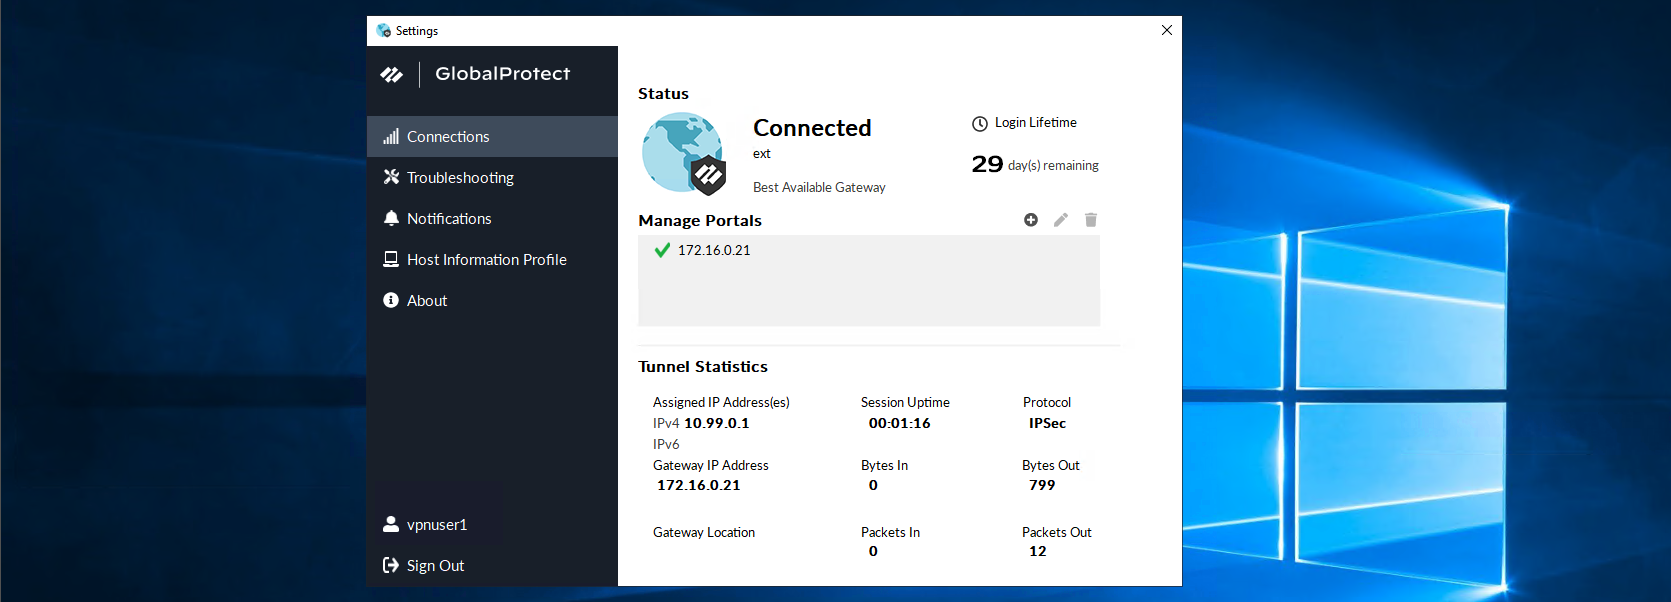 Settings
GlobalProtect
Connections
Troubleshooting
Notifications
Host Information Profile
About
vpnuser1
Sign Out
Status
Connected
ext
Best Available Gateway
Login Lifetime
29 day(s) remaining
Manage Portals
172.16.0.21
Tunnel Statistics
Assigned IP Address(es) Session Uptime Protocol
IPv4 10.99.0.1 00:01:16 IPSec
IPv6
Gateway IP Address Bytes In Bytes Out
172.16.0.21 0 799
Gateway Location Packets In Packets Out
0 12